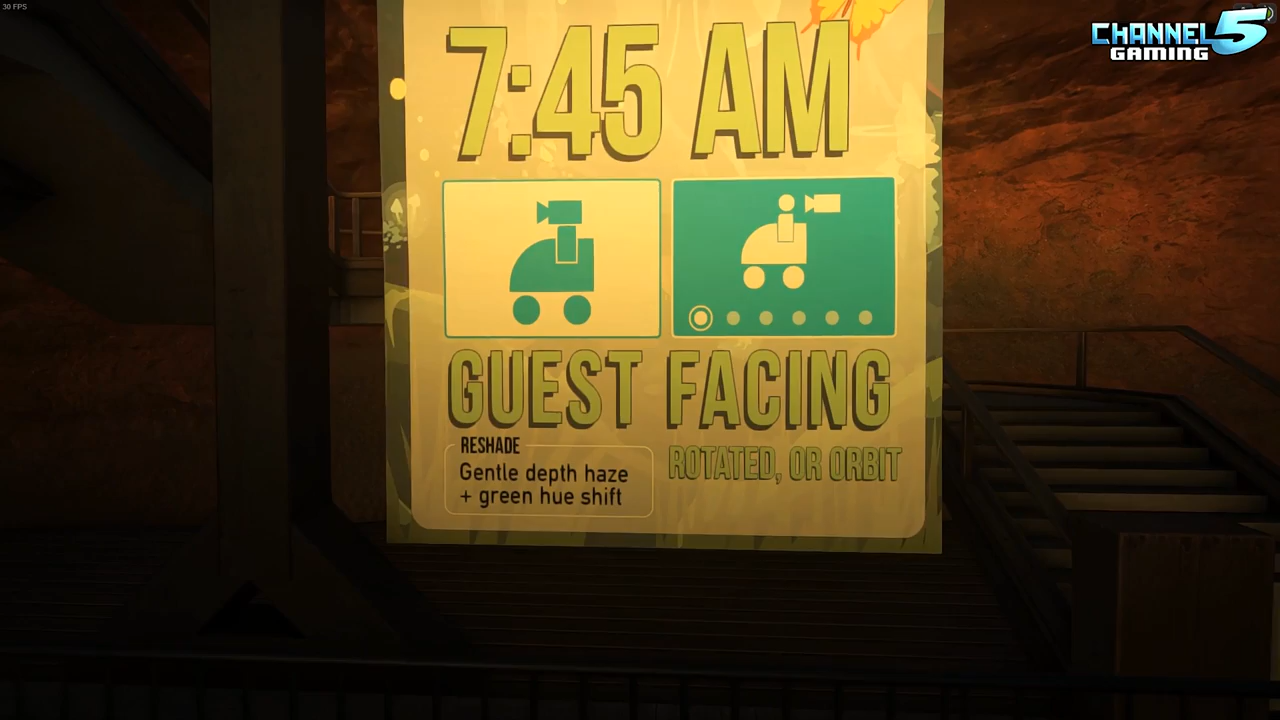 30 FPS
CHANNEL 5
GAMING
7:45 AM
GUEST FACING
RESHADE
Gentle depth haze
+ green hue shift
ROTATED, OR ORBIT